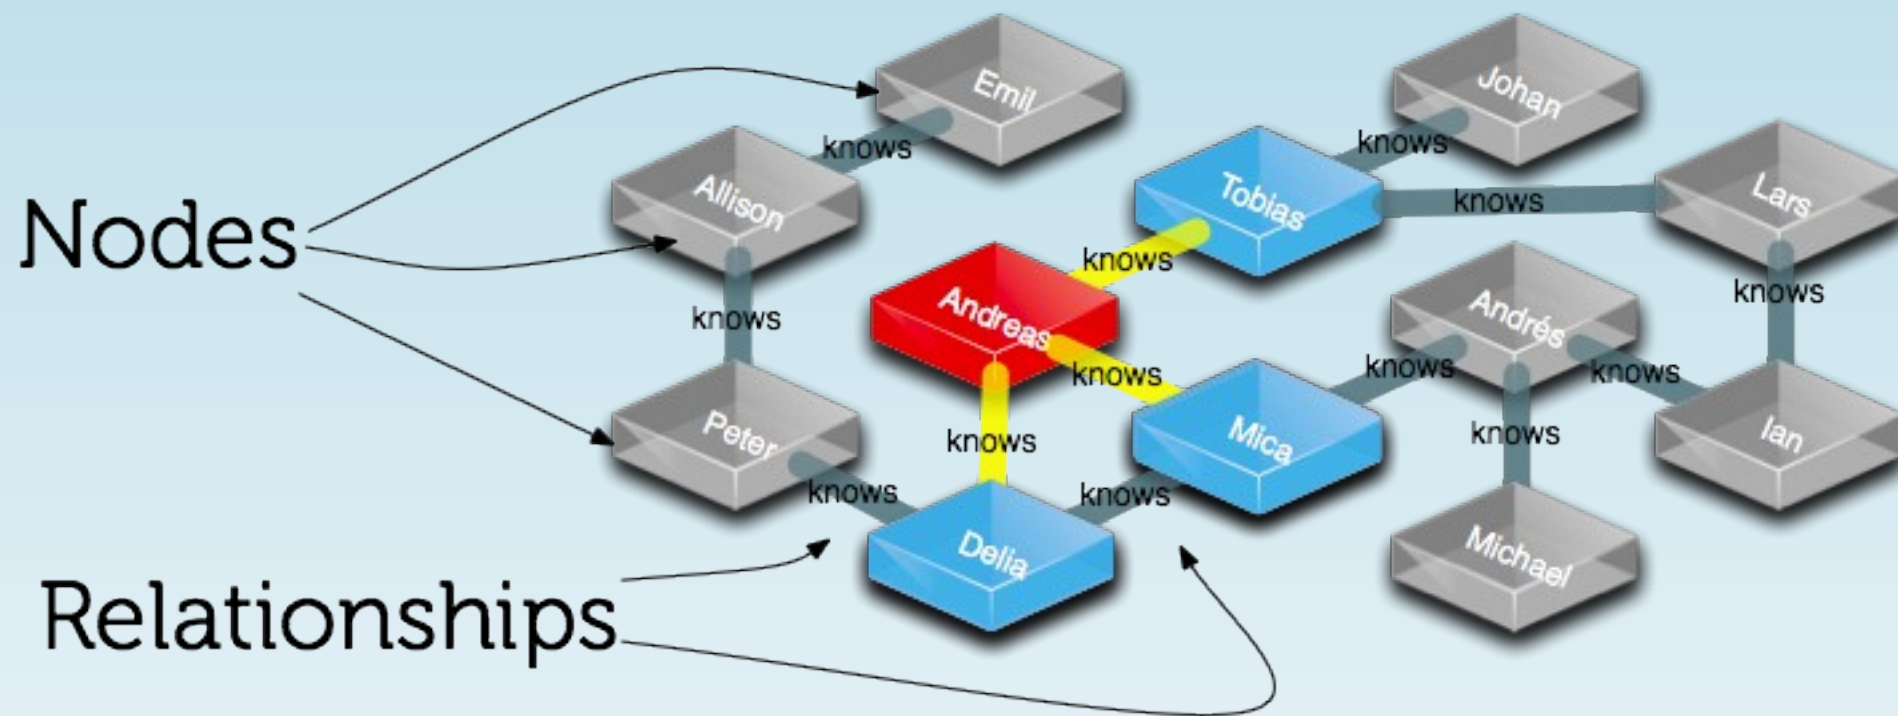 Emil
Johan
knows
knows
Allison
Tobias
Lars
knows
Nodes
knows
Andreas
Andrés
knows
knows
knows
knows
knows
Peter
Mica
Ian
knows
knows
knows
knows
Delia
Michael
Relationships